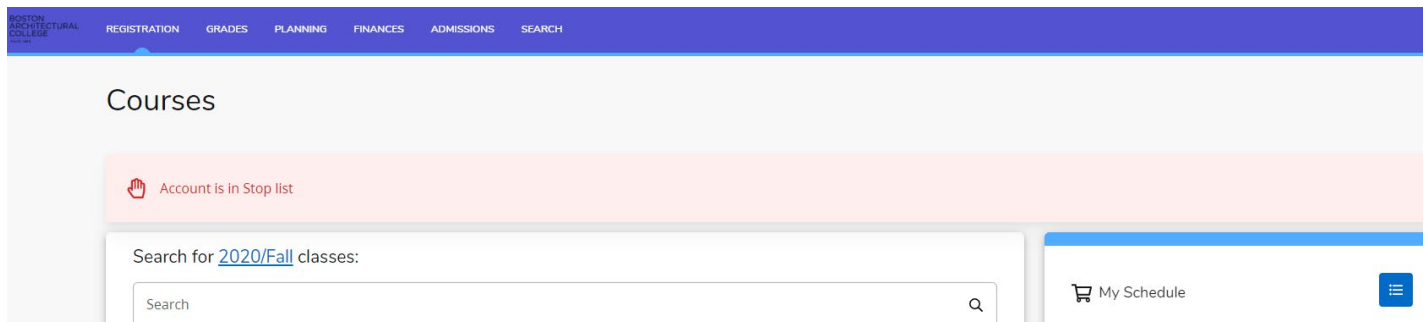 BOSTON
ARCHITECTURAL
COLLEGE
REGISTRATION GRADES PLANNING FINANCES ADMISSIONS SEARCH
Courses
Account is in Stop list
Search for 2020/Fall classes:
Search
My Schedule